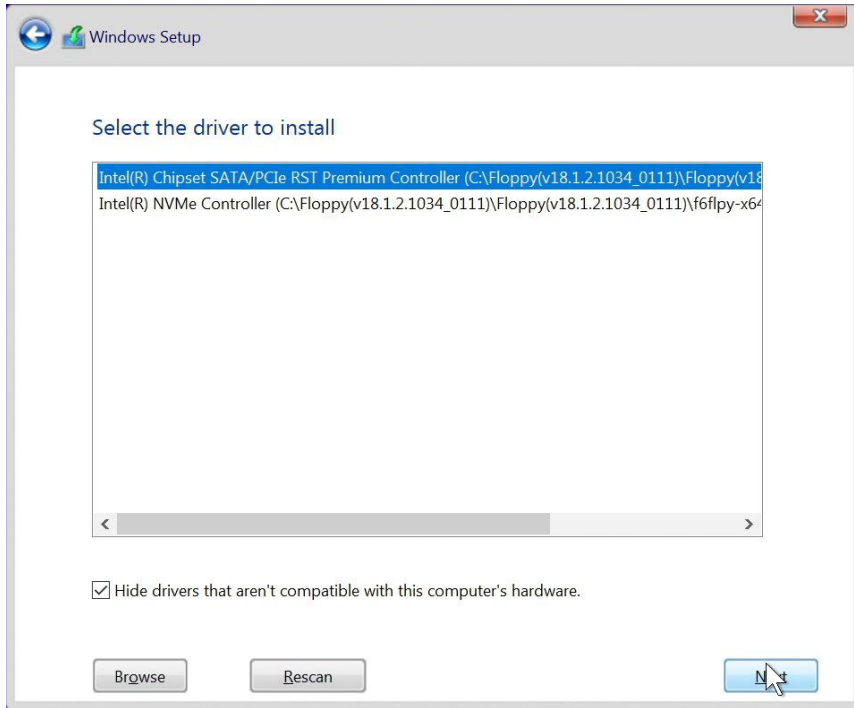 Windows Setup
Select the driver to install
Intel(R) Chipset SATA/PCIe RST Premium Controller (C:\Floppy(v18.1.2.1034_0111)\Floppy(v18
Intel(R) NVMe Controller (C:\Floppy(v18.1.2.1034_0111)\Floppy(v18.1.2.1034_0111)\f6flpy-x64
Hide drivers that aren't compatible with this computer's hardware.
Browse
Rescan
Next